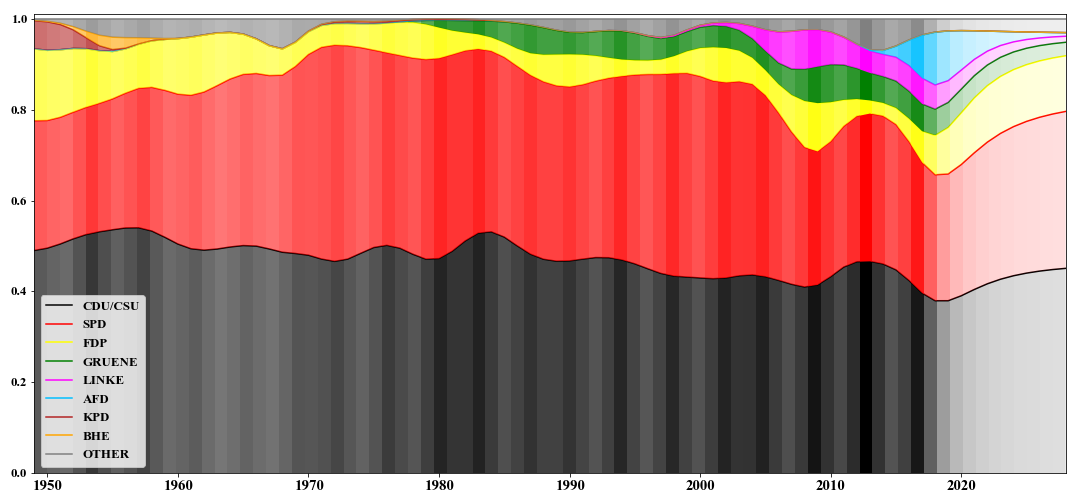 1.0
0.8
0.6
0.4
0.2
0.0
CDU/CSU
SPD
FDP
GRUENE
LINKE
AFD
KPD
BHE
OTHER
1950 1960 1970 1980 1990 2000 2010 2020